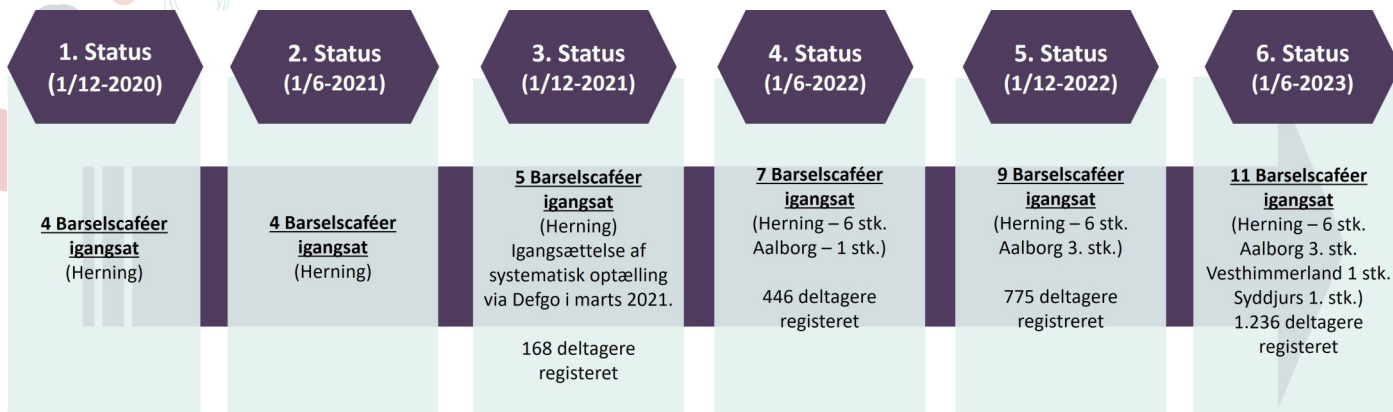 1. Status
(1/12-2020)
4 Barselscaféer
igangsat
(Herning)
2. Status
(1/6-2021)
4 Barselscaféer
igangsat
(Herning)
3. Status
(1/12-2021)
5 Barselscaféer
igangsat
(Herning)
Igangsættelse af
systematisk optælling
via Defgo i marts 2021.
168 deltagere
registeret
4. Status
(1/6-2022)
7 Barselscaféer
igangsat
(Herning – 6 stk.
Aalborg – 1 stk.)
446 deltagere
registeret
5. Status
(1/12-2022)
9 Barselscaféer
igangsat
(Herning – 6 stk.
Aalborg 3. stk.)
775 deltagere
registreret
6. Status
(1/6-2023)
11 Barselscaféer
igangsat
(Herning – 6 stk.
Aalborg 3. stk.
Vesthimmerland 1 stk.
Syddjurs 1. stk.)
1.236 deltagere
registeret